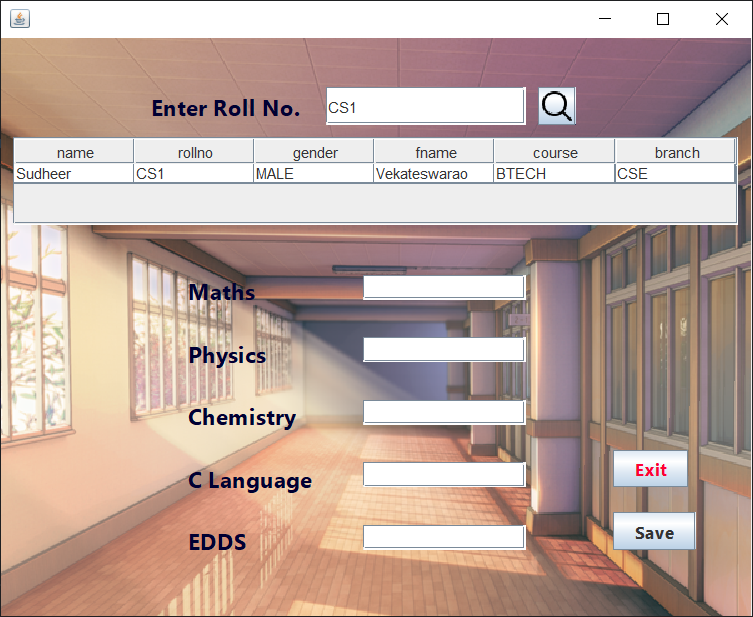 Enter Roll No. CS1
name rollno gender fname course branch
Sudheer CS1 MALE Vekateswarao BTECH CSE
Maths
Physics
Chemistry
C Language
Exit
EDDS
Save